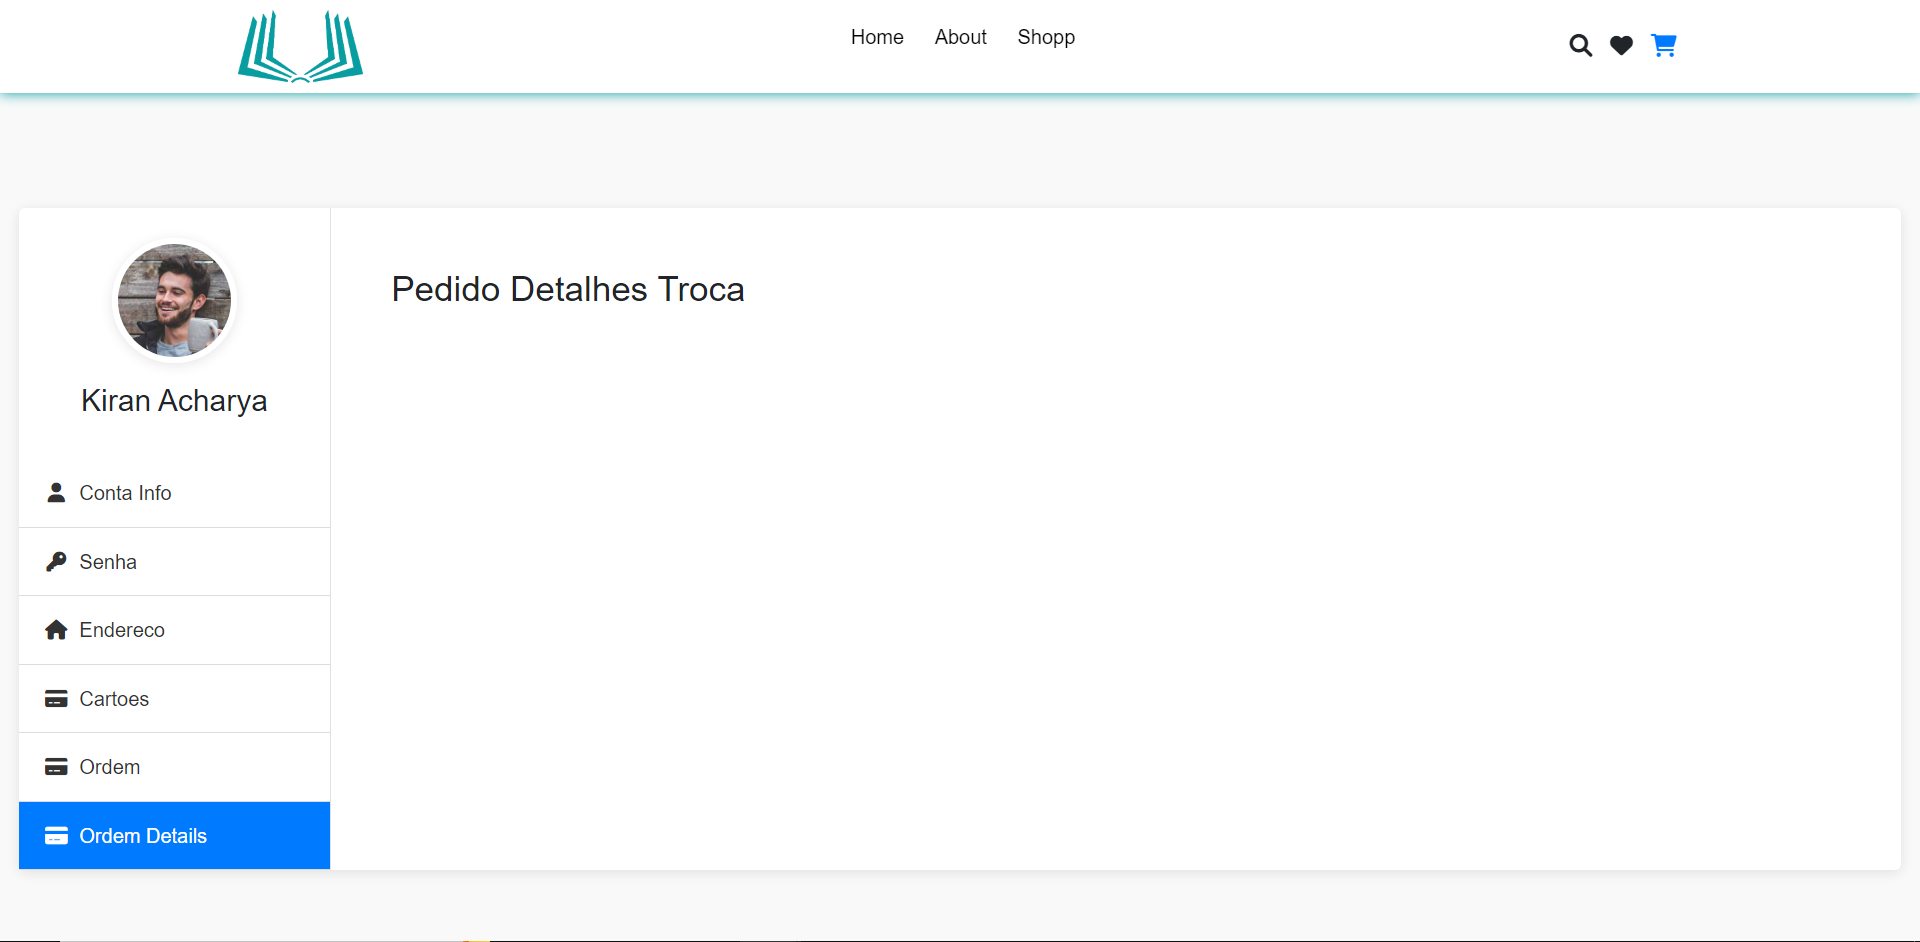 Home
About
Shopp
Kiran Acharya
Conta Info
Senha
Endereco
Cartoes
Ordem
Ordem Details
Pedido Detalhes Troca